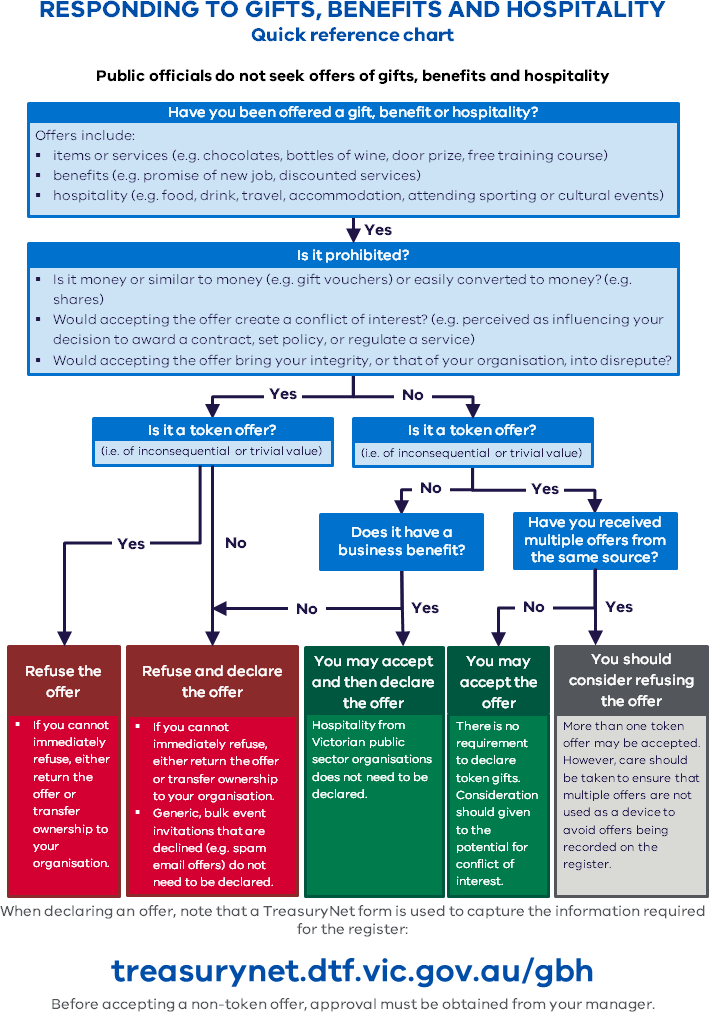 RESPONDING TO GIFTS, BENEFITS AND HOSPITALITY
Quick reference chart
Public officials do not seek offers of gifts, benefits and hospitality
Have you been offered a gift, benefit or hospitality?
Offers include:
▪ items or services (e.g. chocolates, bottles of wine, door prize, free training course)
▪ benefits (e.g. promise of new job, discounted services)
▪ hospitality (e.g. food, drink, travel, accommodation, attending sporting or cultural events)
Yes
Is it prohibited?
▪ Is it money or similar to money (e.g. gift vouchers) or easily converted to money? (e.g.
shares)
▪ Would accepting the offer create a conflict of interest? (e.g. perceived as influencing your
decision to award a contract, set policy, or regulate a service)
▪ Would accepting the offer bring your integrity, or that of your organisation, into disrepute?
Yes
No
Is it a token offer?
(i.e. of inconsequential or trivial value)
Is it a token offer?
(i.e. of inconsequential or trivial value)
No
Yes
Yes
No
Does it have a
business benefit?
Have you received
multiple offers from
the same source?
No
Yes
No
Yes
Refuse the
offer
▪ If you cannot
immediately
refuse, either
return the
offer or
transfer
ownership to
your
organisation.
Refuse and declare
the offer
▪ If you cannot
immediately refuse,
either return the offer
or transfer ownership
to your organisation.
▪ Generic, bulk event
invitations that are
declined (e.g. spam
email offers) do not
need to be declared.
You may accept
and then declare
the offer
Hospitality from
Victorian public
sector organisations
does not need to be
declared.
You may
accept the
offer
There is no
requirement
to declare
token gifts.
Consideration
should given
to the
potential for
conflict of
interest.
You should
consider refusing
the offer
More than one token
offer may be accepted.
However, care should
be taken to ensure that
multiple offers are not
used as a device to
avoid offers being
recorded on the
register.
When declaring an offer, note that a TreasuryNet form is used to capture the information required
for the register:
treasurynet.dtf.vic.gov.au/gbh
Before accepting a non-token offer, approval must be obtained from your manager.